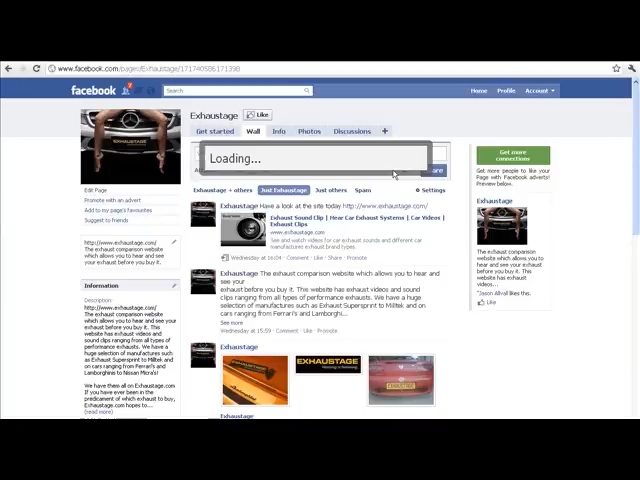 www.facebook.com/pages/Exhaustage/171740586171398
facebook
Search
Home Profile Account
Exhaustage
Like
Get started Wall Info Photos Discussions +
Loading...
Get more connections
Get more people to like your Page with Facebook adverts! Preview below.
Exhaustage
The exhaust comparison website which allows you to hear and see your exhaust before you buy it.
"Jason Allwall likes this.
Like
Edit Page
Promote with an advert
Add to my page's favourites
Suggest to friends
http://www.exhaustage.com/
The exhaust comparison website
which allows you to hear and see
your exhaust before you buy it.
Information
Description:
http://www.exhaustage.com/
The exhaust comparison website
which allows you to hear and see your
exhaust before you buy it. This
website has exhaust videos and
sound clips ranging from all types of
performance exhausts. We have a
huge selection of manufactures such
as Exhaust Supersprint to Milltek and
on cars ranging from Ferrari's and
Lamborghinis to Nissan Micra's!
We have them all on Exhaustage.com
If you have ever been in the
predicament of which exhaust to buy,
Exhaustage.com hopes to...
(read more)
Exhaustage + others Just Exhaustage Just others Spam Settings
Exhaustage Have a look at the site today http://www.exhaustage.com/
Exhaust Sound Clip | Near Car Exhaust Systems | Car Videos |
Exhaust Clips
www.exhaustage.com
See and watch videos for car exhaust sounds and different car
manufactures exhaust brand types.
Wednesday at 16:04 · Comment · Like · Share · Promote
Exhaustage The exhaust comparison website which allows you to hear and
see your
exhaust before you buy it. This website has exhaust videos and sound
clips ranging from all types of performance exhausts. We have a huge
selection of manufactures such as Exhaust Supersprint to Milltek and
on cars ranging from Ferrari's and Lamborghi...
See more
Wednesday at 15:59 · Comment · Like · Promote
Exhaustage
EXHAUSTAGE
Exhaustage